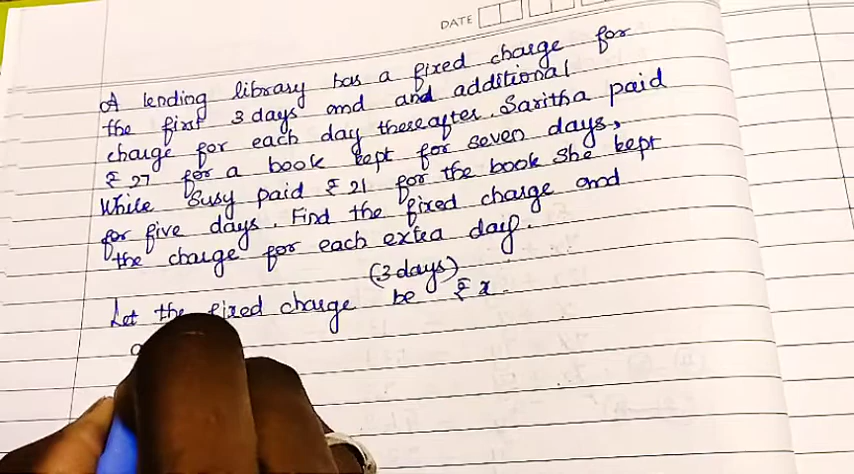 DATE
A lending library has a fixed charge for
the first 3 days and and additional
charge for each day thereafter. Saritha paid
₹ 27 for a book kept for seven days,
While Susy paid ₹ 21 for the book she kept
for five days. Find the fixed charge and
the charge for each extra day.
(3 days)
Let the fixed charge be ₹ x.